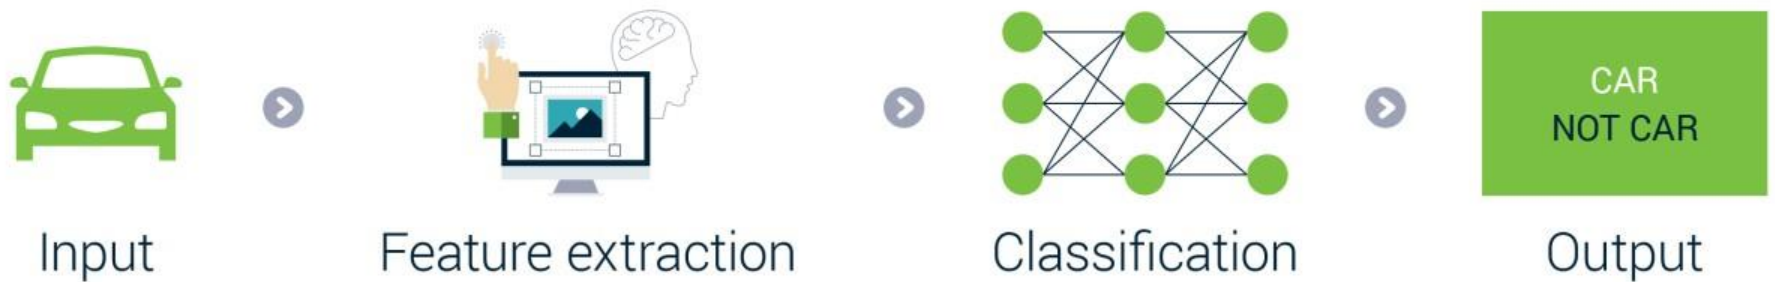 CAR
NOT CAR
Input
Feature extraction
Classification
Output